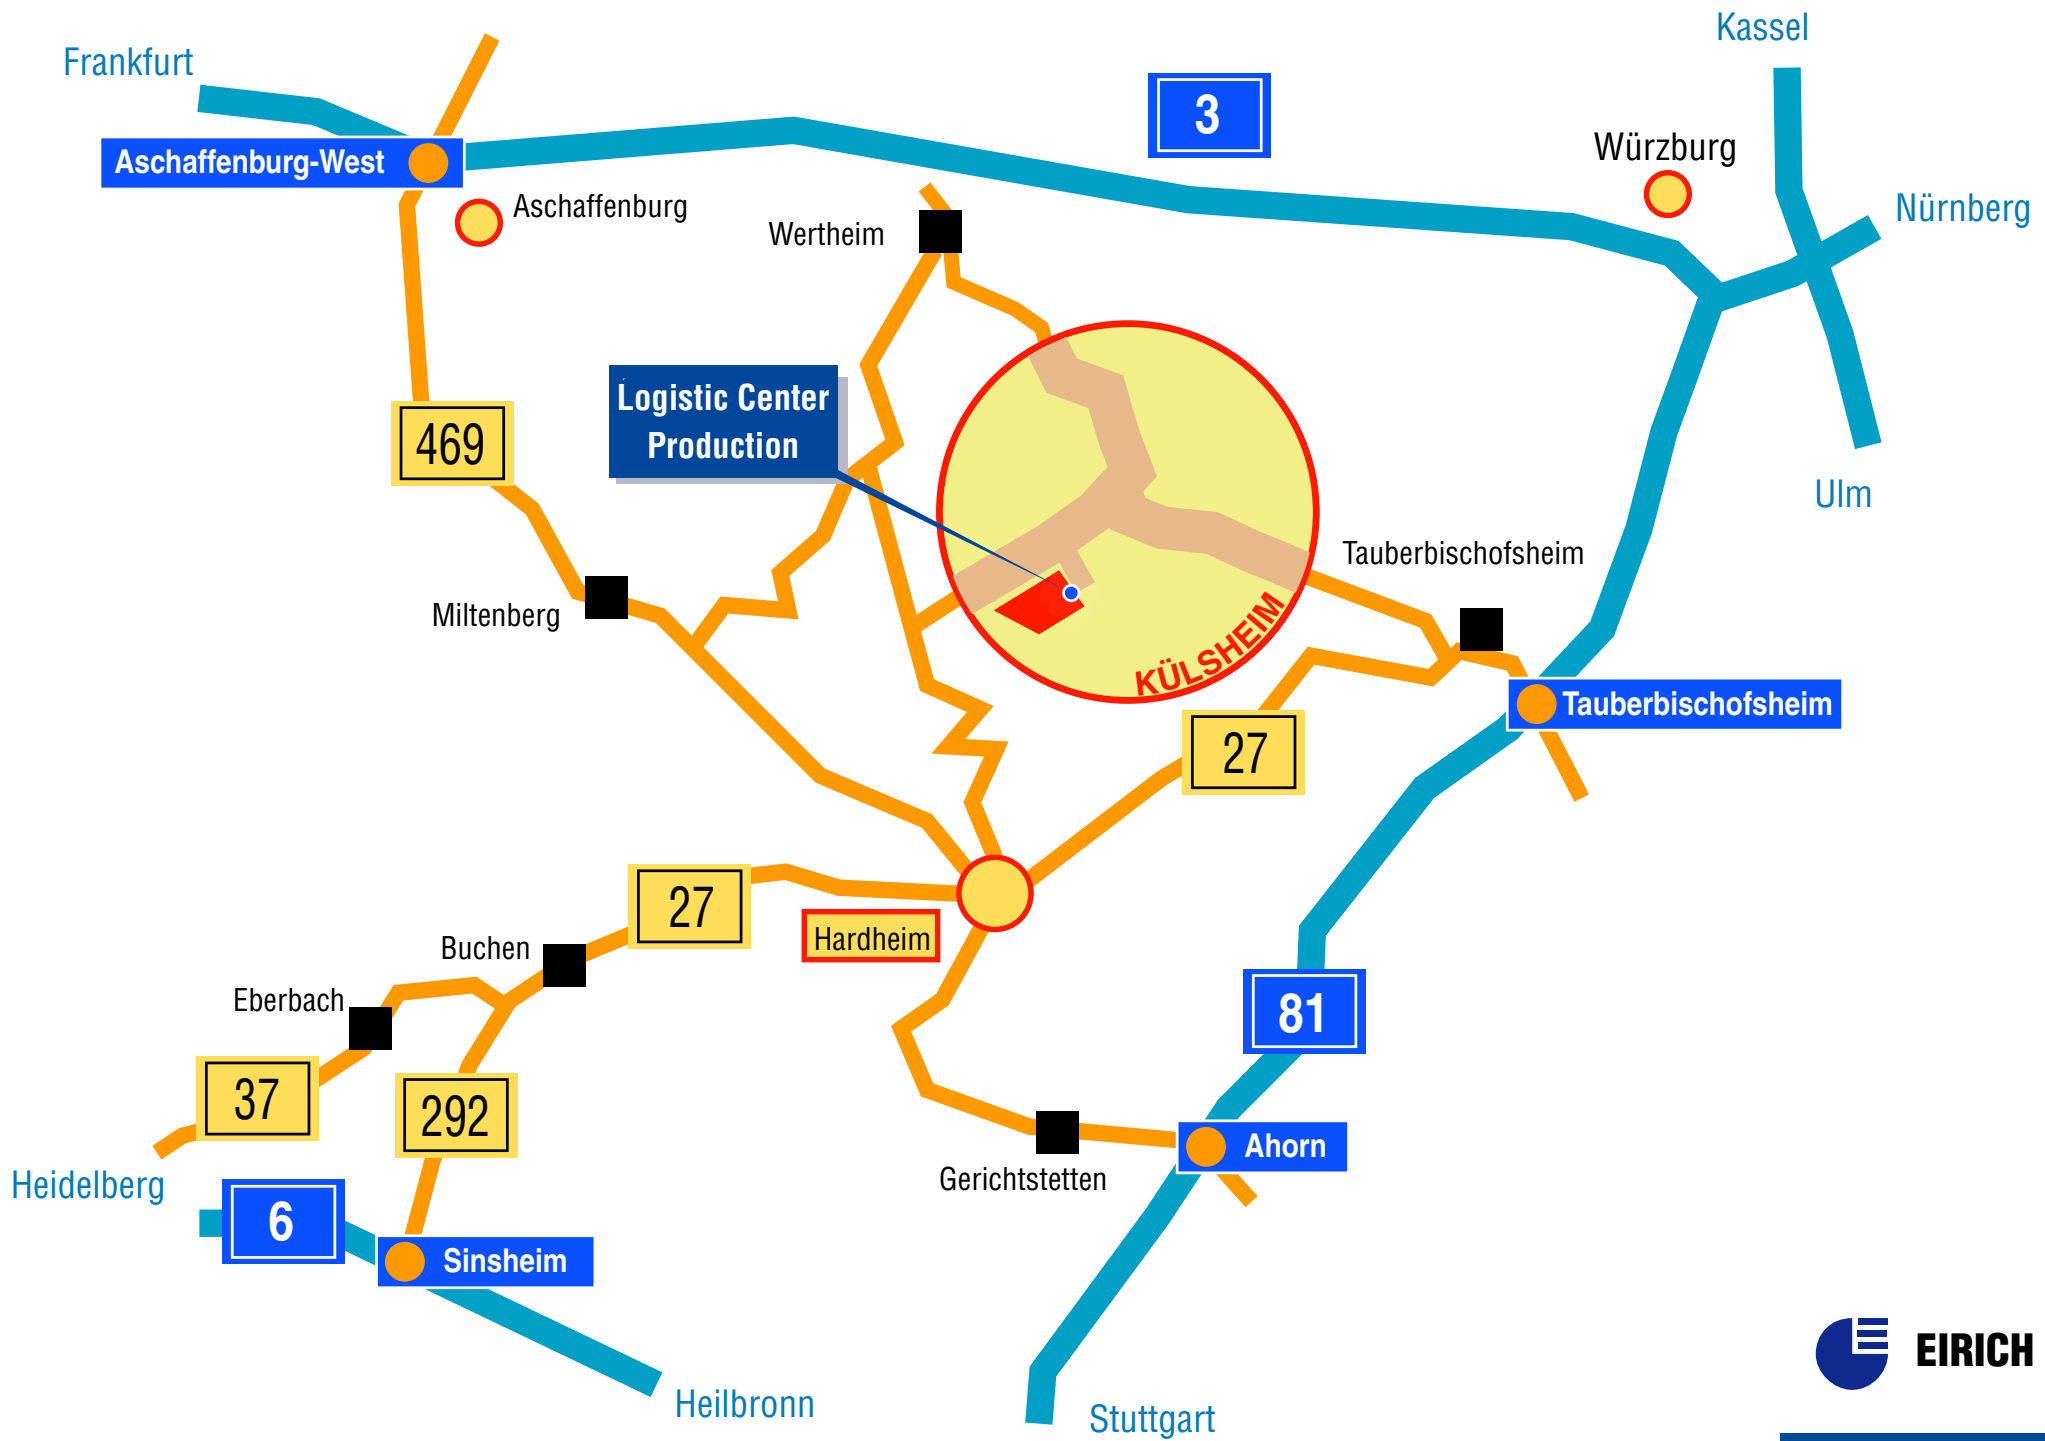 Kassel
Frankfurt
3
Würzburg
Aschaffenburg-West
Aschaffenburg
Nürnberg
Wertheim
Logistic Center
Production
469
Ulm
Tauberbischofsheim
Miltenberg
KÜLSHEIM
Tauberbischofsheim
27
27
Hardheim
Buchen
Eberbach
81
37
292
Ahorn
Gerichtstetten
Heidelberg
6
Sinsheim
EIRICH
Heilbronn
Stuttgart